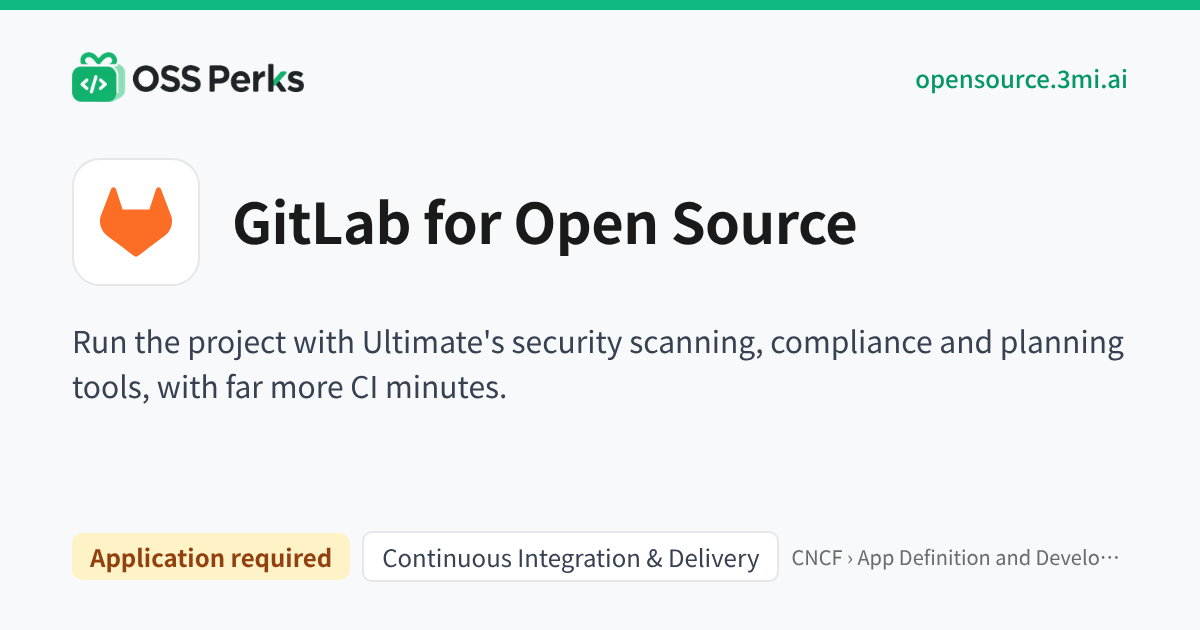 </> OSS Perks
opensource.3mi.ai
GitLab for Open Source
Run the project with Ultimate's security scanning, compliance and planning
tools, with far more CI minutes.
Application required
Continuous Integration & Delivery
CNCF › App Definition and Develo···